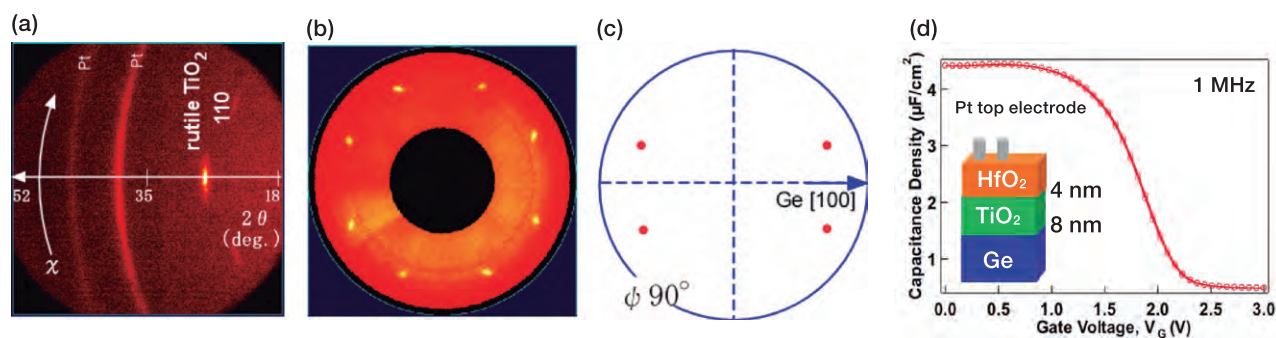 (a)
Pt
Pt
rutile TiO₂
110
52
35
18
2θ
(deg.)
χ
(b)
(c)
Ge [100]
ϕ 90°
(d)
Capacitance Density (µF/cm²)
4
3
2
1
1 MHz
Pt top electrode
HfO₂
4 nm
TiO₂
8 nm
Ge
0.0 0.5 1.0 1.5 2.0 2.5 3.0
Gate Voltage, V_G (V)